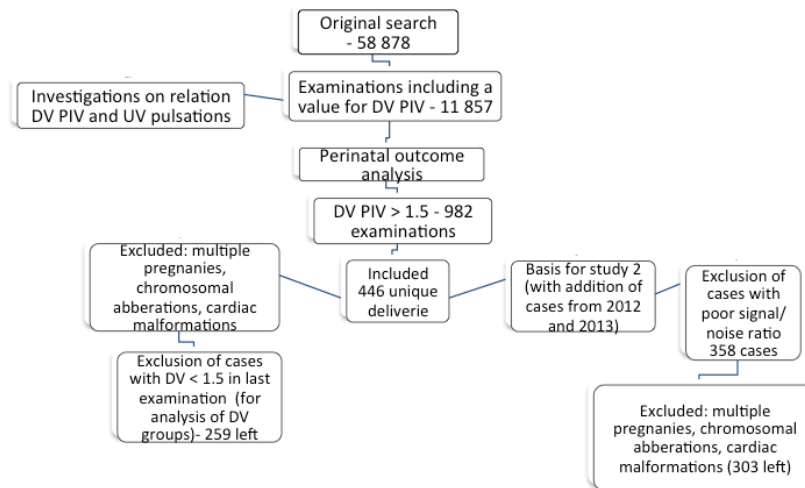 Original search
- 58 878
Investigations on relation
DV PIV and UV pulsations
Examinations including a
value for DV PIV - 11 857
Perinatal outcome
analysis
DV PIV > 1.5 - 982
examinations
Excluded: multiple
pregnanies,
chromosomal
abberations, cardiac
malformations
Included
446 unique
deliverie
Basis for study 2
(with addition of
cases from 2012
and 2013)
Exclusion of
cases with
poor signal/
noise ratio
358 cases
Exclusion of cases
with DV < 1.5 in last
examination (for
analysis of DV
groups)- 259 left
Excluded: multiple
pregnanies, chromosomal
abberations, cardiac
malformations (303 left)